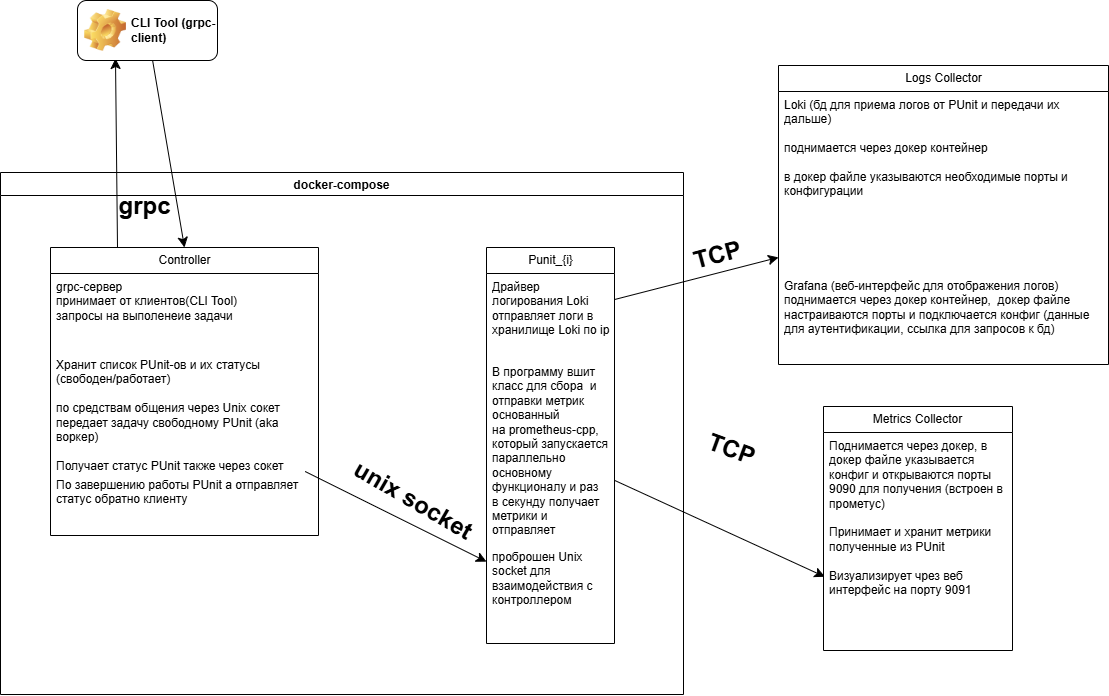 CLI Tool (grpc-
client)
docker-compose
grpc
Controller
grpc-сервер
принимает от клиентов(CLI Tool)
запросы на выполенеие задачи
Хранит список PUnit-ов и их статусы
(свободен/работает)
по средствам общения через Unix сокет
передает задачу свободному PUnit (aka
воркер)
Получает статус PUnit также через сокет
По завершению работы PUnit а отправляет
статус обратно клиенту
unix socket
Punit_{i}
Драйвер
логирования Loki
отправляет логи в
хранилище Loki по ip
В программу вшит
класс для сбора и
отправки метрик
основанный
на prometheus-cpp,
который запускается
параллельно
основному
функционалу и раз
в секунду получает
метрики и
отправляет
проброшен Unix
socket для
взаимодействия с
контроллером
TCP
TCP
Logs Collector
Loki (бд для приема логов от PUnit и передачи их
дальше)
поднимается через докер контейнер
в докер файле указываются необходимые порты и
конфигурации
Grafana (веб-интерфейс для отображения логов)
поднимается через докер контейнер, докер файле
настраиваются порты и подключается конфиг (данные
для аутентификации, ссылка для запросов к бд)
Metrics Collector
Поднимается через докер, в
докер файле указывается
конфиг и открываются порты
9090 для получения (встроен в
прометус)
Принимает и хранит метрики
полученные из PUnit
Визуализирует чрез веб
интерфейс на порту 9091